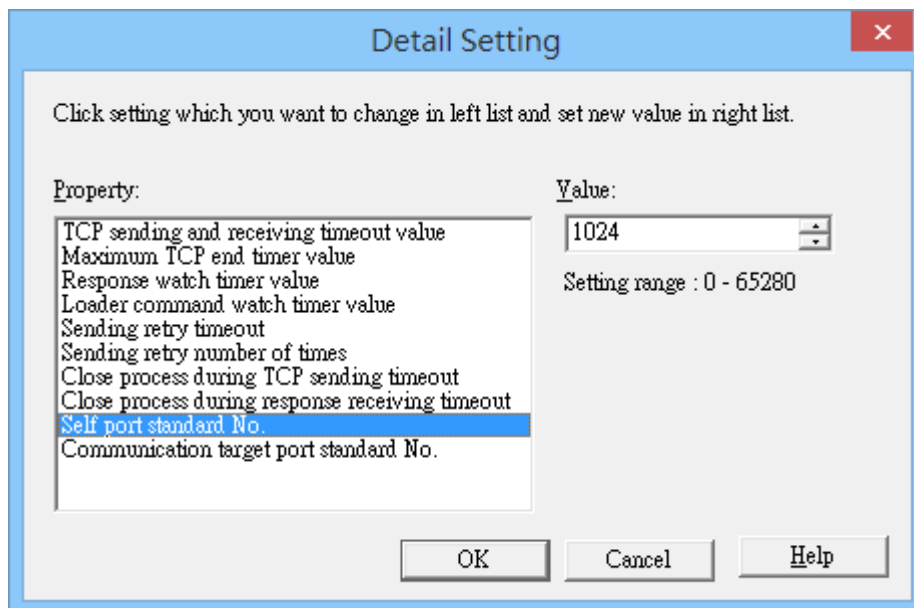 Detail Setting
Click setting which you want to change in left list and set new value in right list.
Property:
TCP sending and receiving timeout value
Maximum TCP end timer value
Response watch timer value
Loader command watch timer value
Sending retry timeout
Sending retry number of times
Close process during TCP sending timeout
Close process during response receiving timeout
Self port standard No.
Communication target port standard No.
Value:
1024
Setting range : 0 - 65280
OK
Cancel
Help